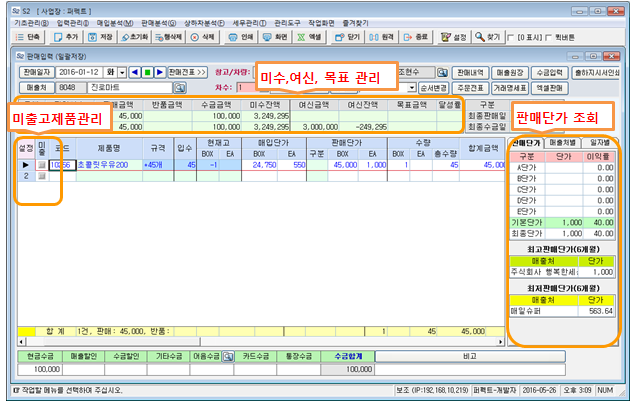 S2 [ 사업장 : 퍼펙트 ]
기초관리(B) 입력관리(I) 매입분석(M) 판매분석(G) 상하차분석(T) 세무관리(T) 관리도구 작업화면 즐겨찾기
단축 추가 저장 초기화 행삭제 삭제 인쇄 화면 엑셀 닫기 원격 종료 설정 찾기 [0 표시] 퀵버튼
판매입력 (일괄저장)
판매일자 2016-01-12 화 판매전표 >> 창고/차량: 조현수 판매내역 매출원장 수금입력 출하지시서인쇄
매출처 8048 진로마트 차수: 1 순서변경 주문전표 거래명세표 엑셀판매
미수,여신, 목표 관리
판매금액 반품금액 수금금액 미수잔액 여신금액 여신잔액 목표금액 달성률 구분
45,000 100,000 3,249,295 최종판매일
45,000 100,000 3,249,295 3,000,000 -249,295 최종수금일
미출고제품관리
판매단가 조회
설정 미출 코드 제품명 규격 입수 현재고 매입단가 판매단가 수량 합계금액
BOX EA BOX EA 구분 BOX EA BOX EA 총수량
1 10256 초콜릿우유200 *45개 45 -1 24,750 550 45,000 1,000 1 45 45,000
2
판매단가 매출처별 일자별
구분 단가 이익율
A단가 0.00
B단가 0.00
C단가 0.00
D단가 0.00
E단가 0.00
기본단가 1,000 40.00
최종단가 1,000 40.00
최고판매단가(6개월)
매출처 단가
주식회사 행복한세 1,000
최저판매단가(6개월)
매출처 단가
매일슈퍼 563.64
합 계 1건, 판매: 45,000, 반품: 1 45 45,000
현금수금 매출할인 수금할인 기타수금 어음수금 카드수금 통장수금 수금합계 비고
100,000 100,000
작업할 메뉴를 선택하여 주십시오. 보조 (IP:192,168,10,219) 퍼펙트-개발자 2016-05-26 오후 3:09 NUM